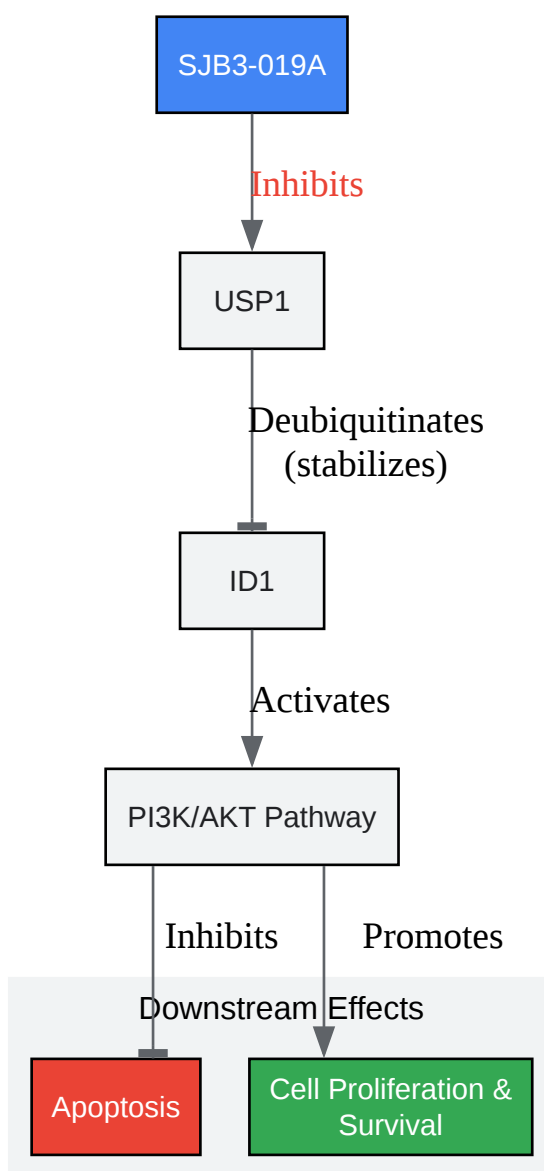 SJB3-019A
Inhibits
USP1
Deubiquitinates
(stabilizes)
ID1
Activates
PI3K/AKT Pathway
Inhibits
Promotes
Downstream Effects
Apoptosis
Cell Proliferation &
Survival